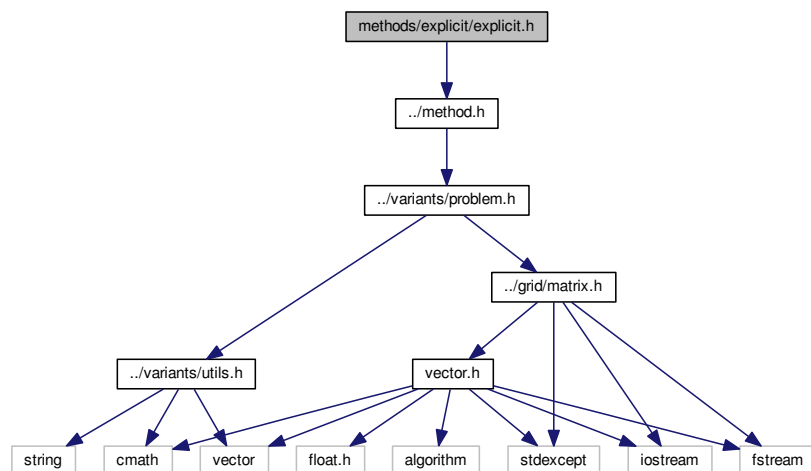 methods/explicit/explicit.h
../method.h
../variants/problem.h
../grid/matrix.h
../variants/utils.h
vector.h
string
cmath
vector
float.h
algorithm
stdexcept
iostream
fstream